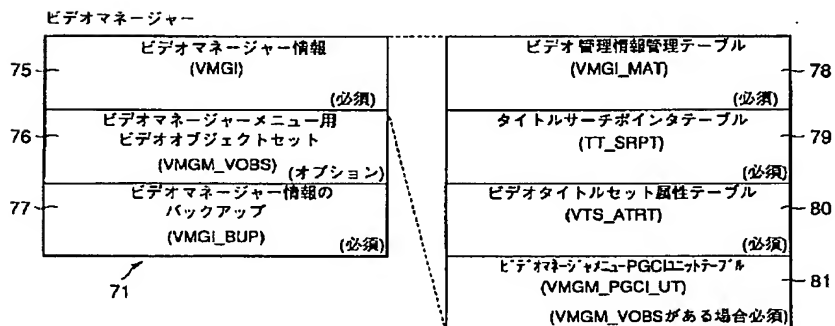 ビデオマネージャー
75
ビデオマネージャー情報
(VMGI)
(必須)
76
ビデオマネージャーメニュー用
ビデオオブジェクトセット
(VMGM_VOBS)
(オプション)
77
ビデオマネージャー情報の
バックアップ
(VMGI_BUP)
(必須)
71
ビデオ管理情報管理テーブル
(VMGI_MAT)
(必須)
78
タイトルサーチポインタテーブル
(TT_SRPT)
(必須)
79
ビデオタイトルセット属性テーブル
(VTS_ATRT)
(必須)
80
ビデオマネージャメニューPGCIユニットテーブル
(VMGM_PGCI_UT)
(VMGM_VOBSがある場合必須)
81